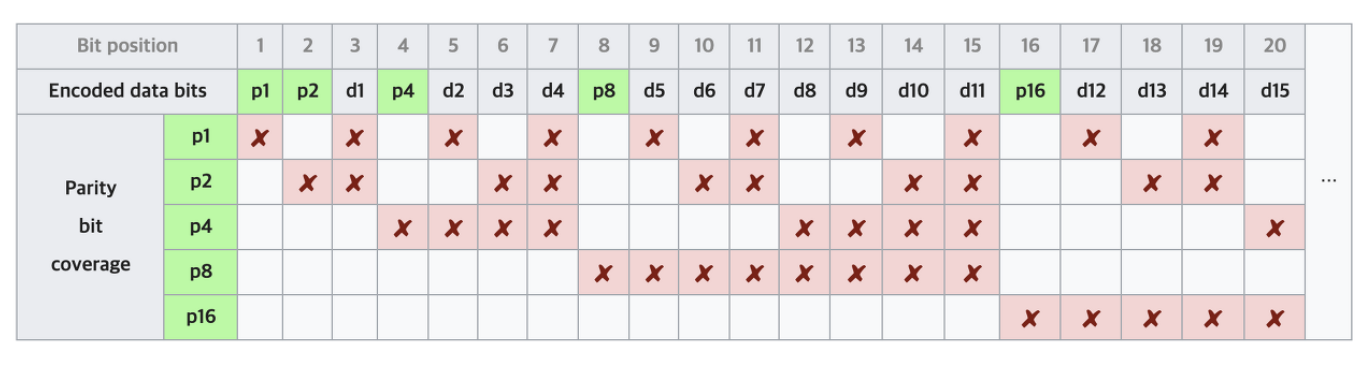 Bit position 1 2 3 4 5 6 7 8 9 10 11 12 13 14 15 16 17 18 19 20
Encoded data bits p1 p2 d1 p4 d2 d3 d4 p8 d5 d6 d7 d8 d9 d10 d11 p16 d12 d13 d14 d15
Parity
bit
coverage
p1 ✗ ✗ ✗ ✗ ✗ ✗ ✗ ✗ ✗ ✗
p2 ✗ ✗ ✗ ✗ ✗ ✗ ✗ ✗ ✗ ✗
p4 ✗ ✗ ✗ ✗ ✗ ✗ ✗ ✗ ✗
p8 ✗ ✗ ✗ ✗ ✗ ✗ ✗ ✗
p16 ✗ ✗ ✗ ✗ ✗
...